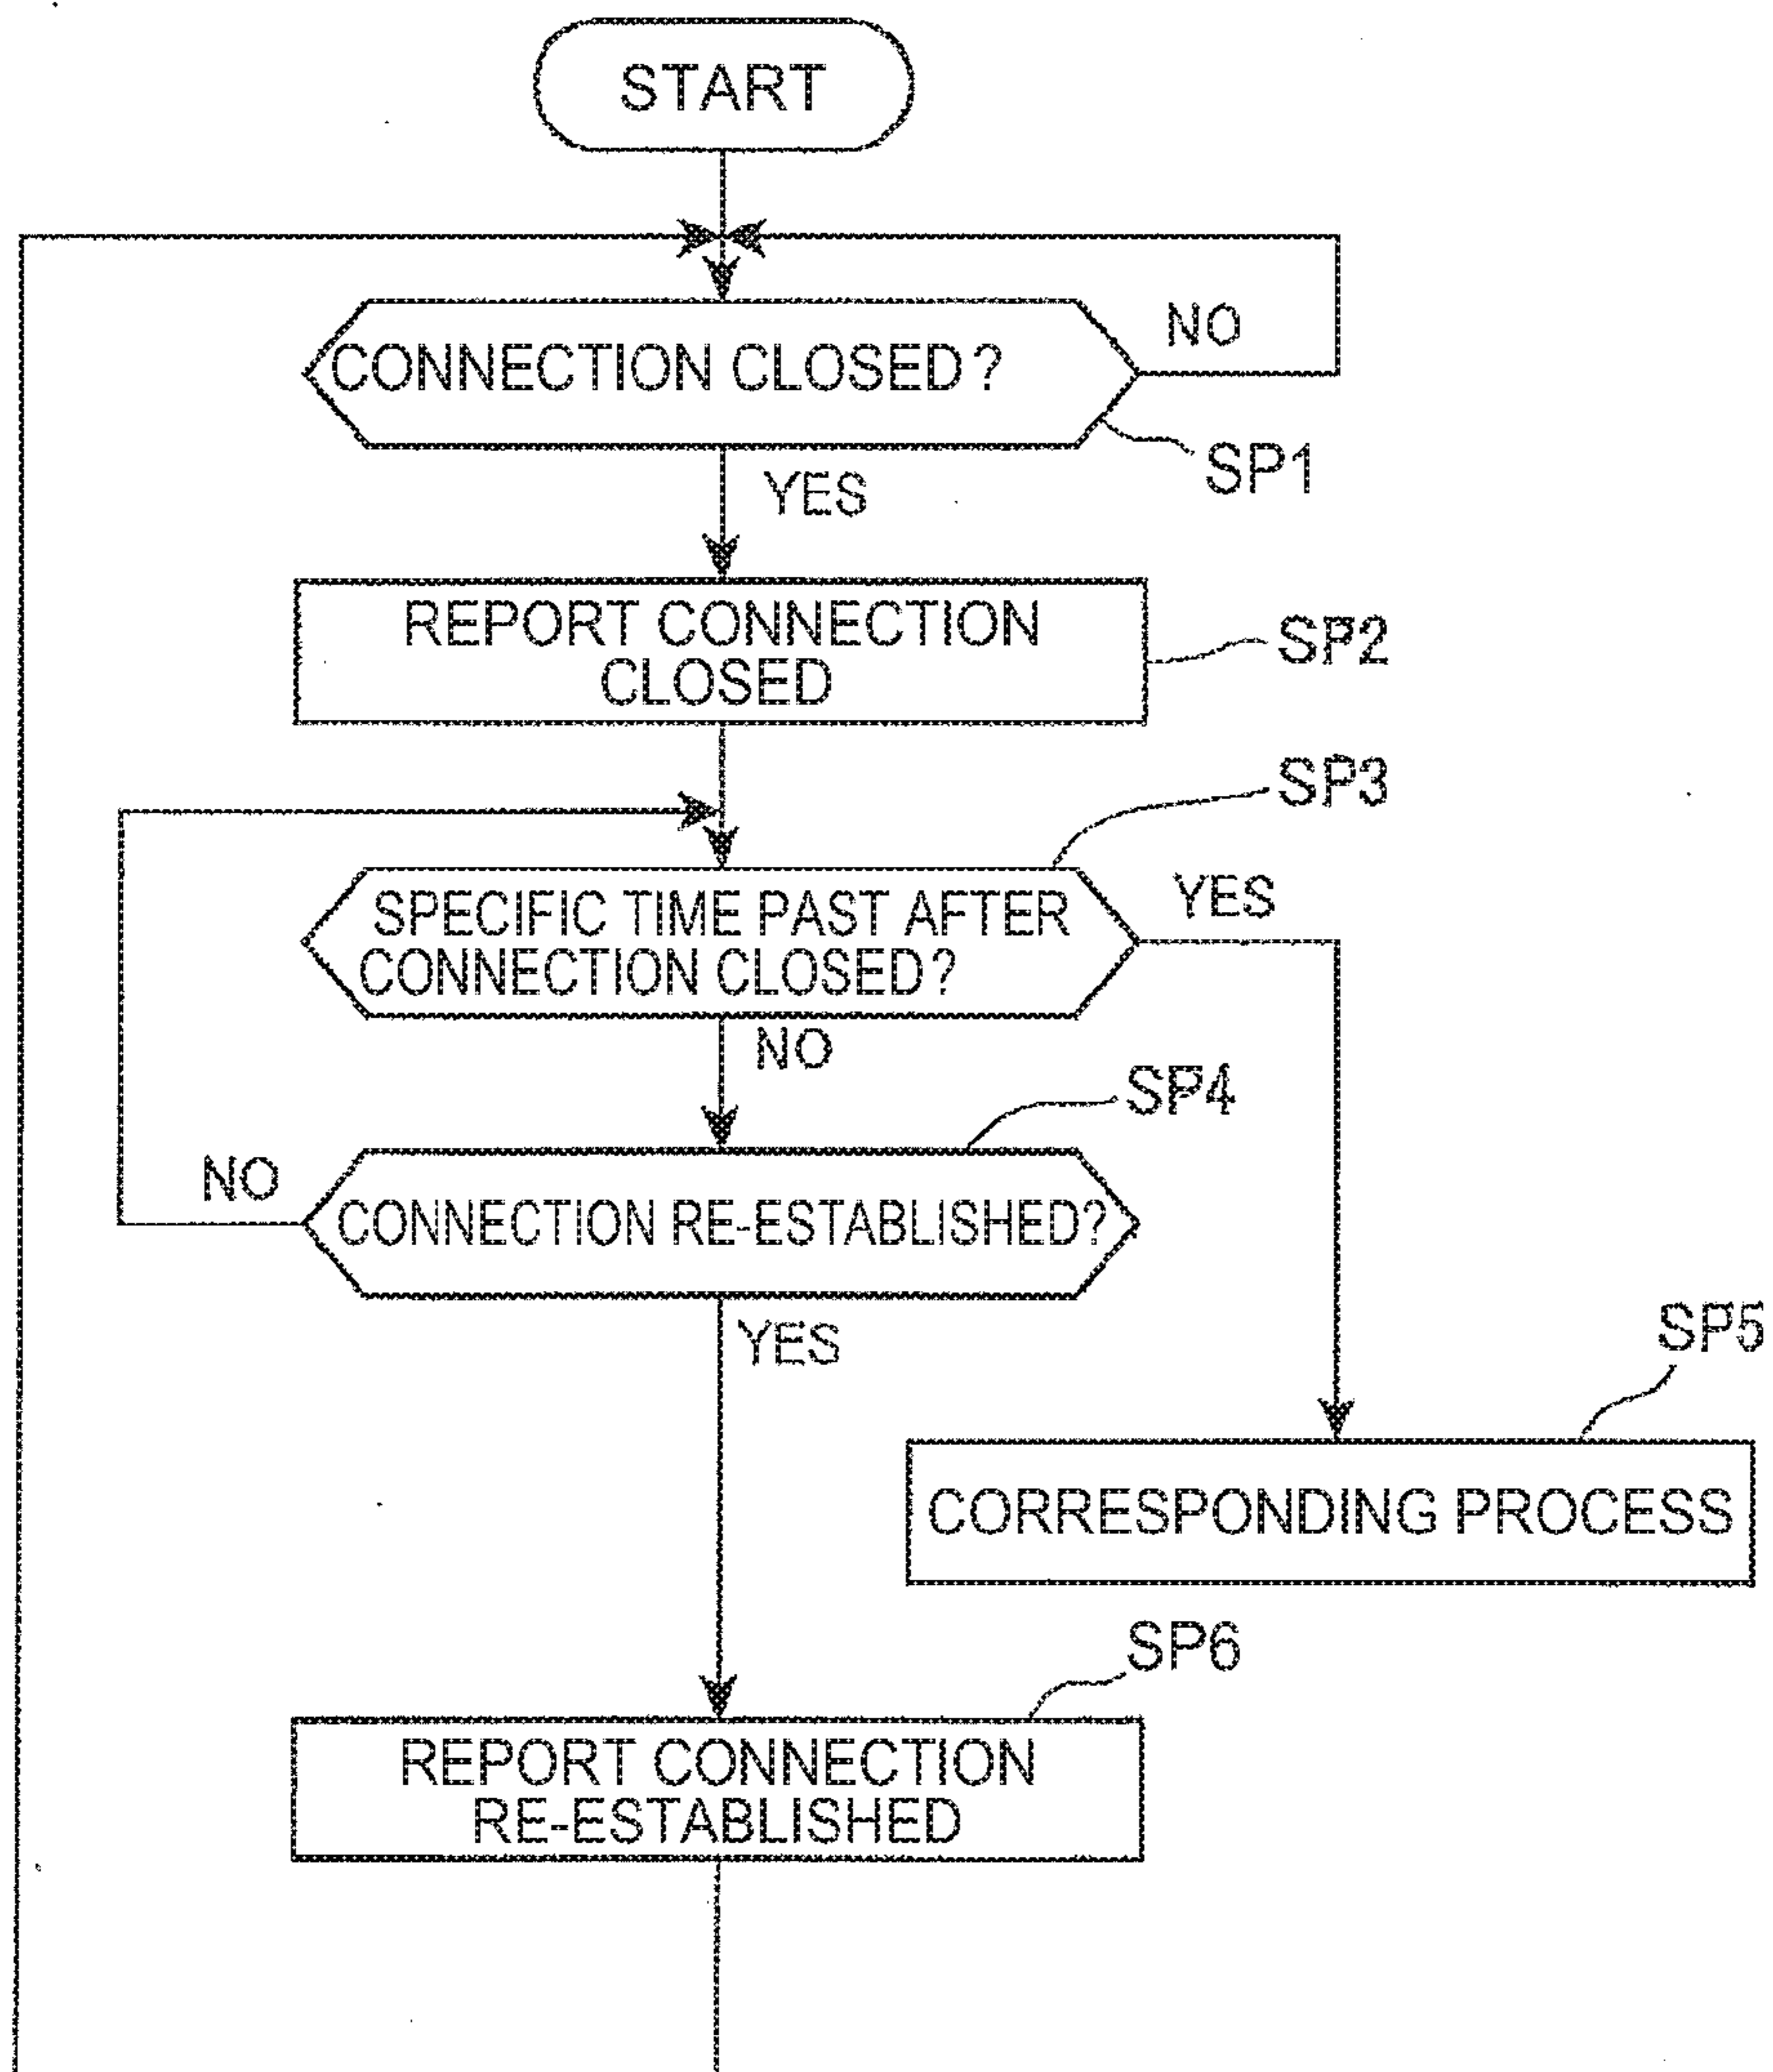 START
CONNECTION CLOSED?
NO
SP1
YES
REPORT CONNECTION
CLOSED
SP2
SP3
SPECIFIC TIME PAST AFTER
CONNECTION CLOSED?
YES
NO
SP4
NO
CONNECTION RE-ESTABLISHED?
YES
SP5
CORRESPONDING PROCESS
SP6
REPORT CONNECTION
RE-ESTABLISHED